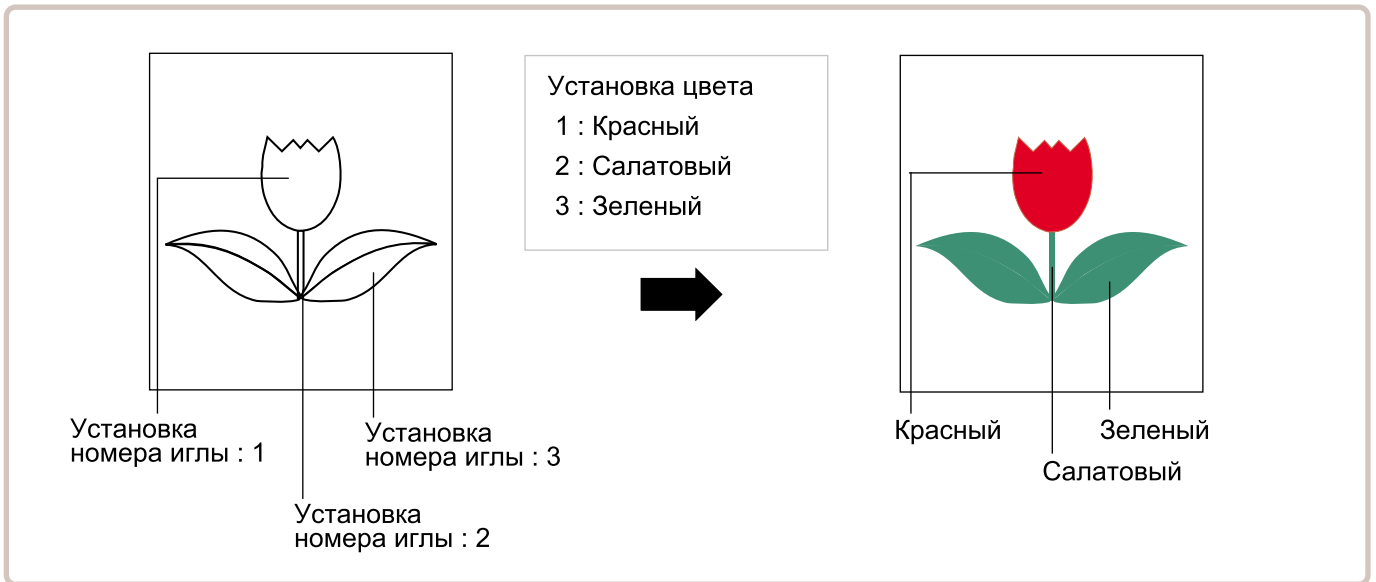 Установка цвета
1 : Красный
2 : Салатовый
3 : Зеленый
Установка
номера иглы : 1
Установка
номера иглы : 3
Установка
номера иглы : 2
Красный
Зеленый
Салатовый